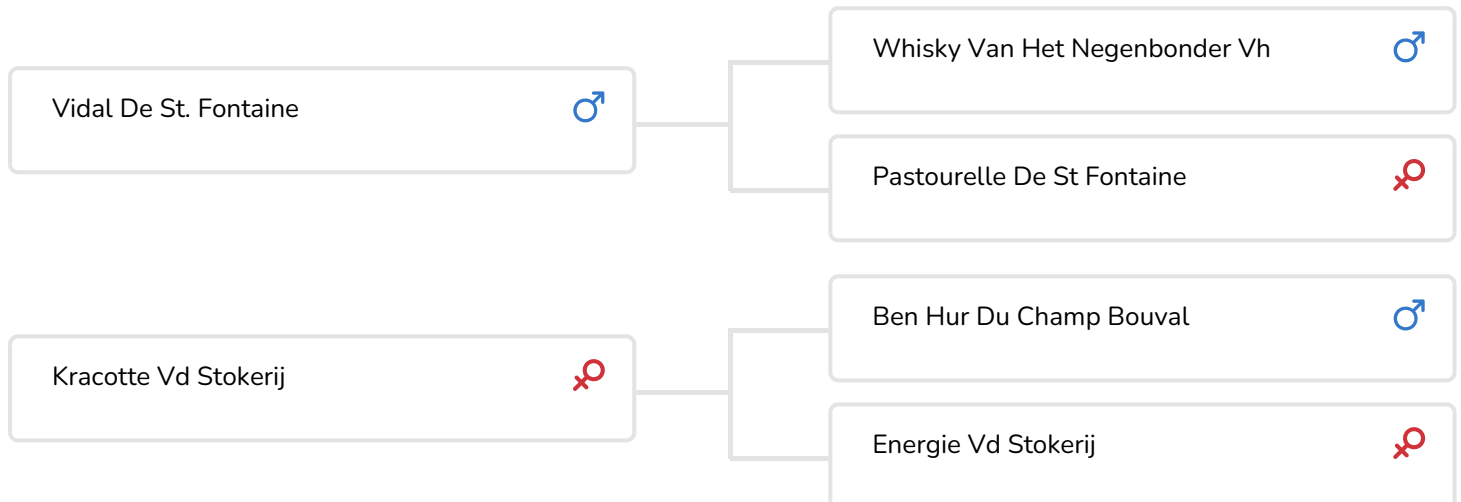 Whisky Van Het Negenbonder Vh
Vidal De St. Fontaine
Pastourelle De St Fontaine
Ben Hur Du Champ Bouval
Kracotte Vd Stokerij
Energie Vd Stokerij